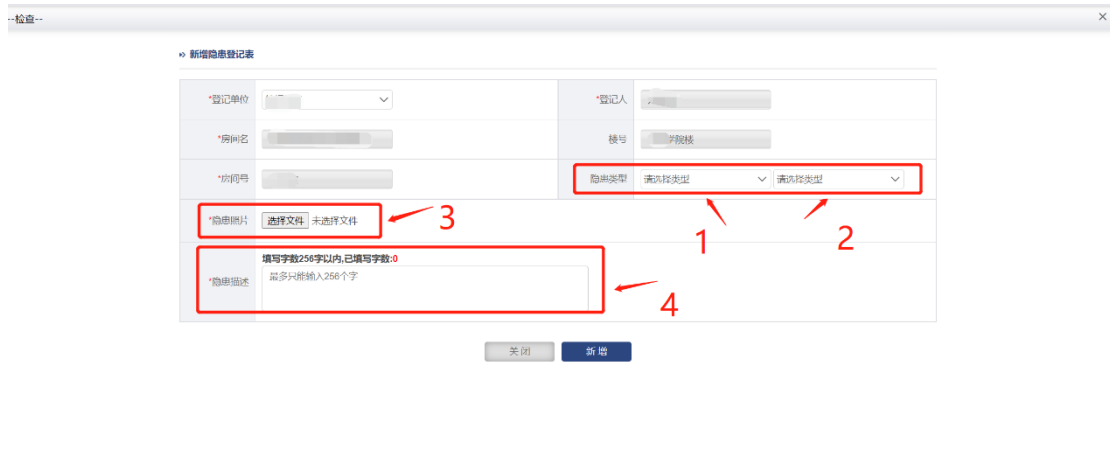 --检查--
新增隐患登记表
*登记单位
*登记人
*房间名
楼号 学院楼
*房间号
隐患类型 请选择类型 请选择类型
*隐患照片 选择文件 未选择文件
3
1
2
填写字数256字以内,已填写字数:0
*隐患描述 最多只能输入256个字
4
关闭 新增